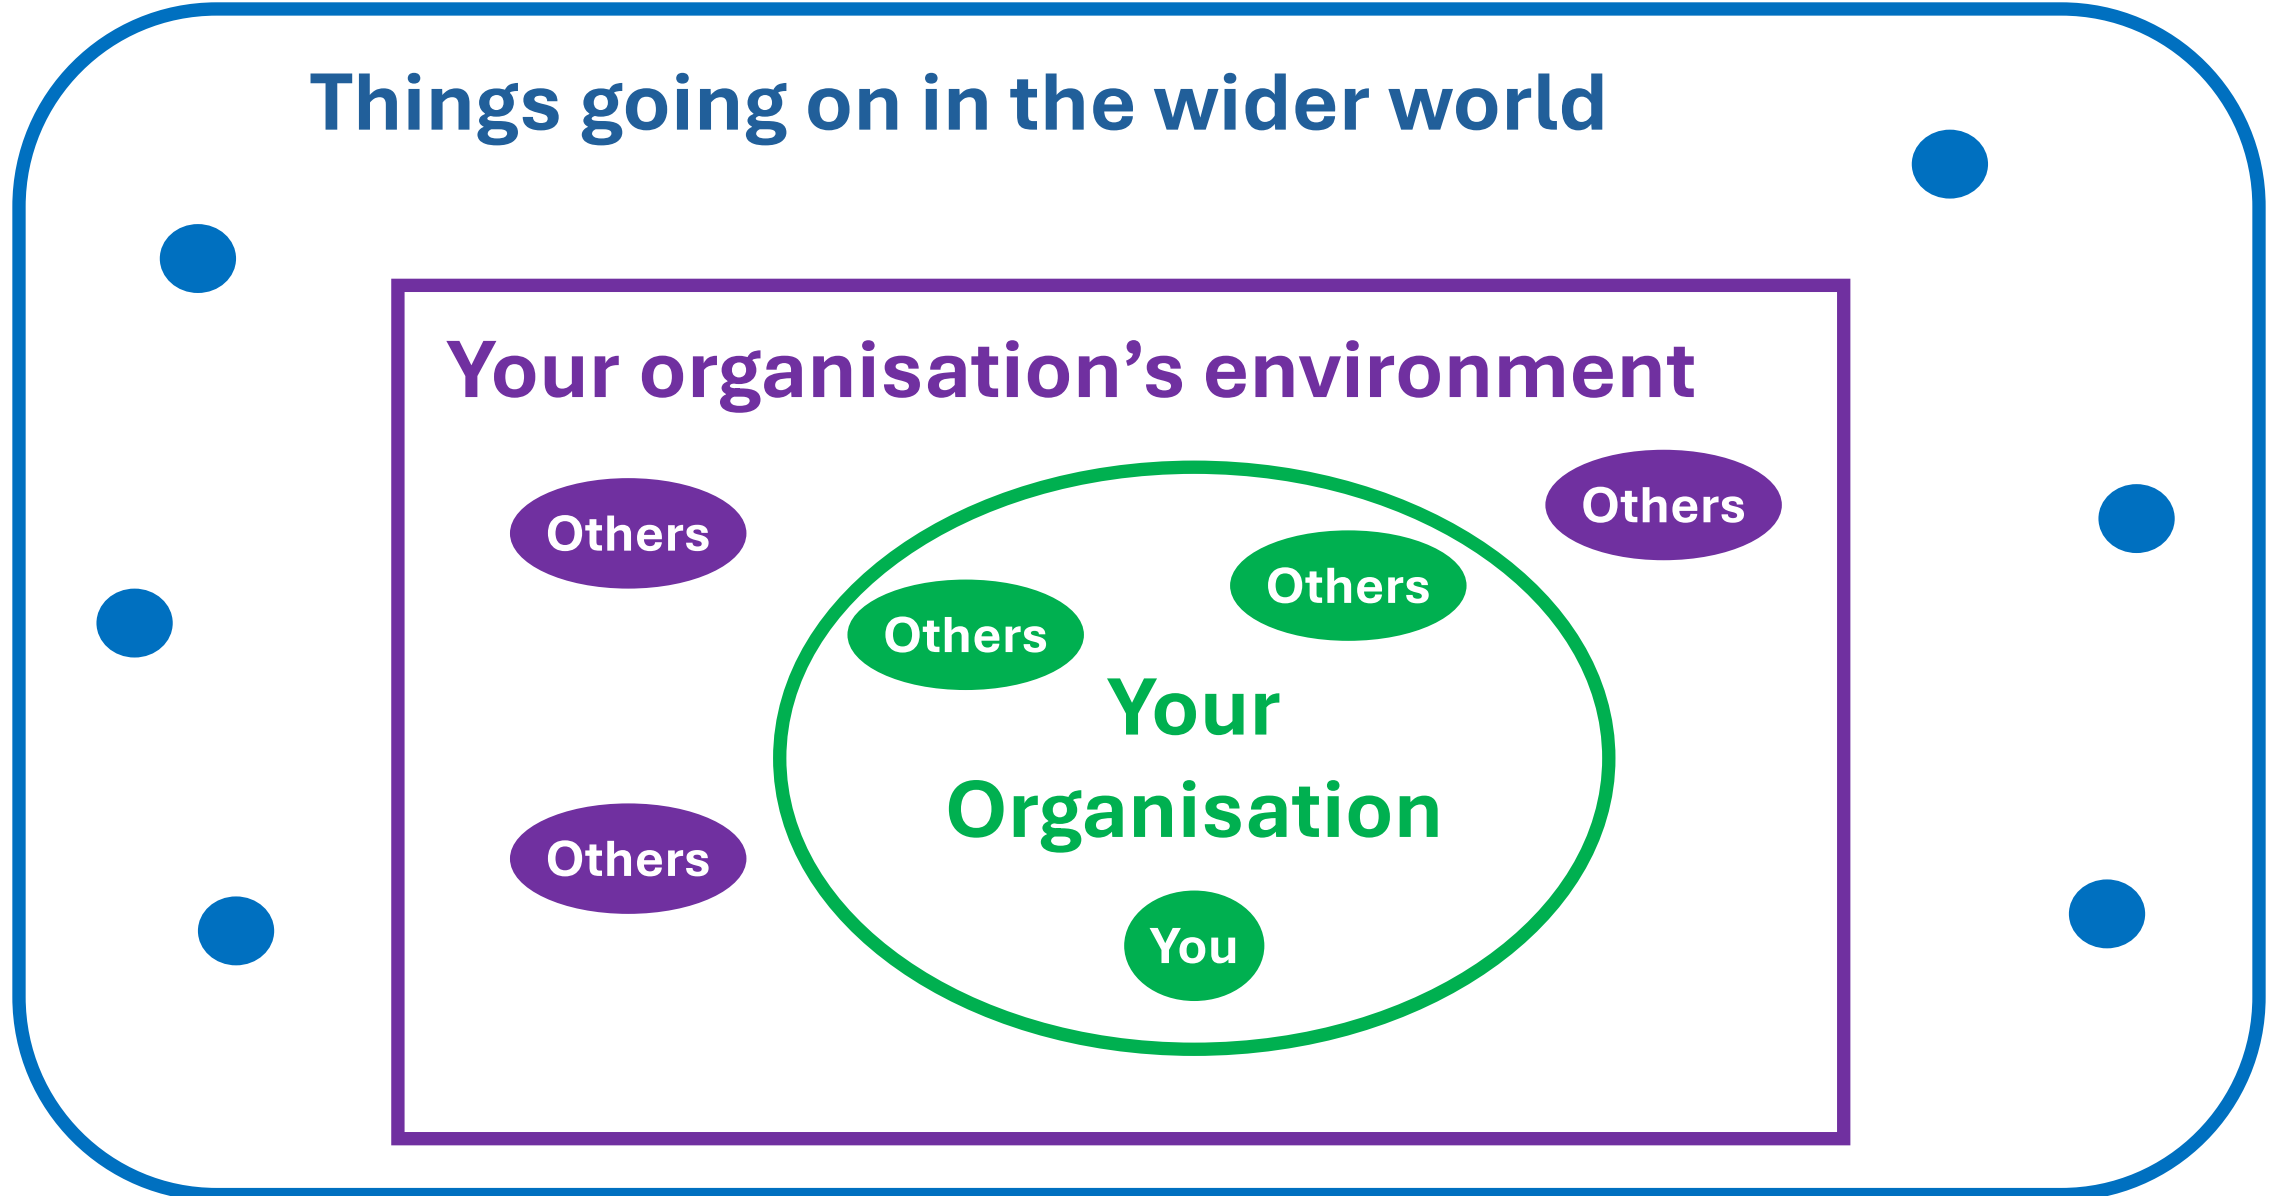 Things going on in the wider world
Your organisation’s environment
Others
Others
Others
Others
Your
Organisation
Others
You